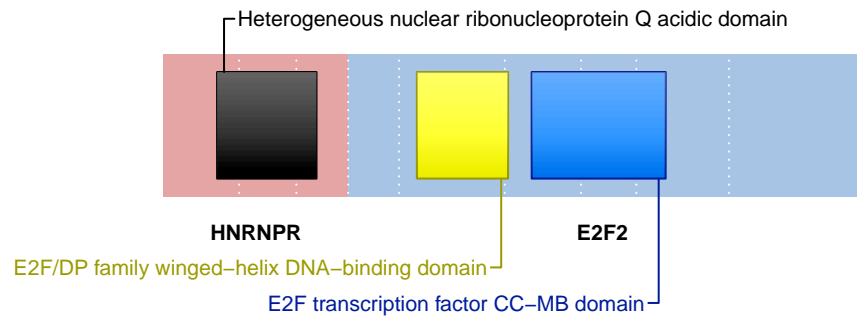 Heterogeneous nuclear ribonucleoprotein Q acidic domain
HNRNPR
E2F2
E2F/DP family winged−helix DNA−binding domain
E2F transcription factor CC−MB domain